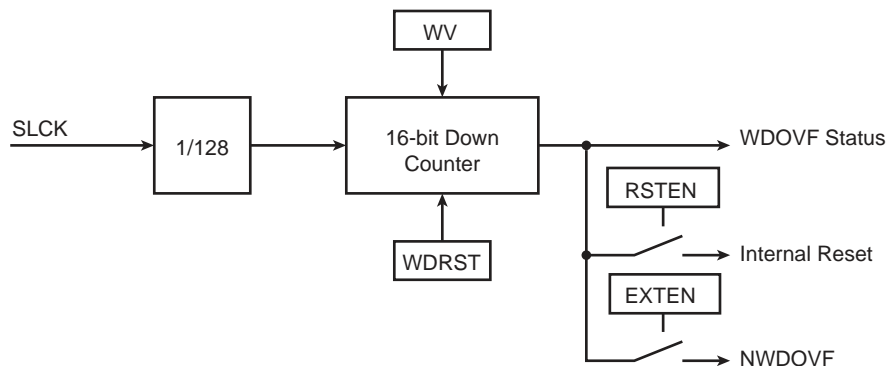 WV
SLCK
1/128
16-bit Down
Counter
WDOVF Status
RSTEN
WDRST
Internal Reset
EXTEN
NWDOVF